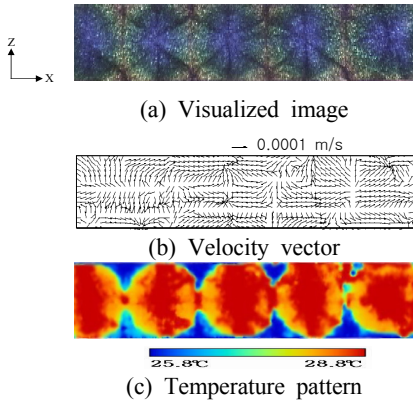 Z
X
(a) Visualized image
0.0001 m/s
(b) Velocity vector
25.8℃ 28.8℃
(c) Temperature pattern